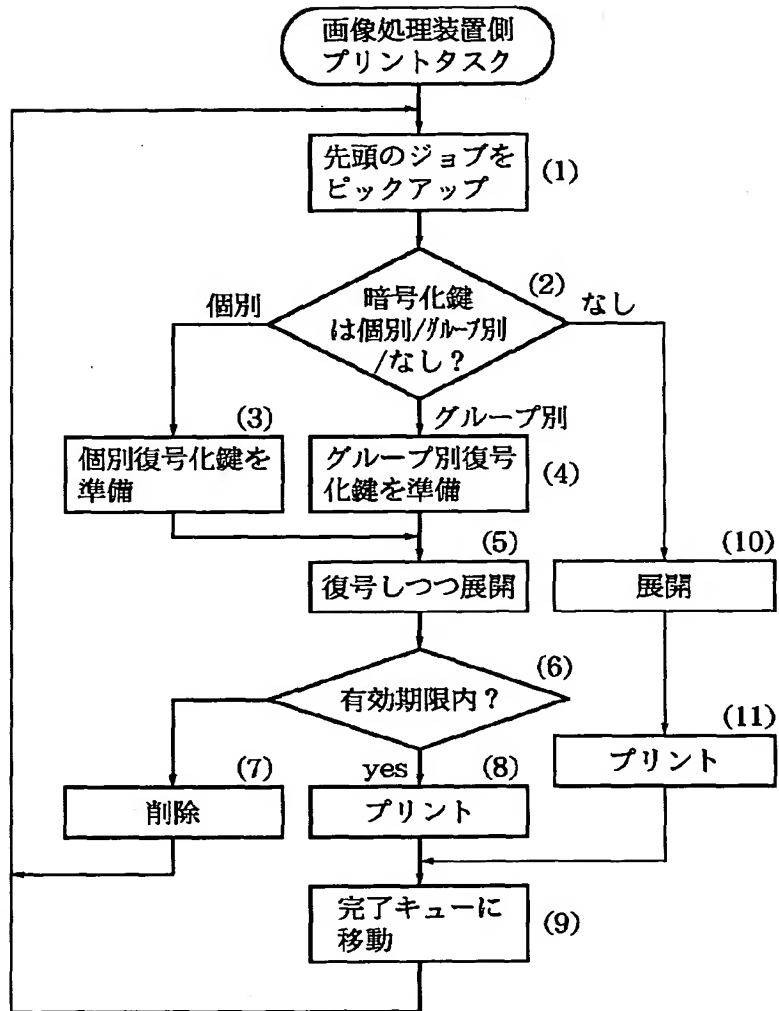 画像処理装置側
プリントタスク
先頭のジョブを
ピックアップ
(1)
(2)
暗号化鍵
は個別/グループ別
/なし？
個別
なし
グループ別
(3)
個別復号化鍵を
準備
グループ別復号
化鍵を準備
(4)
(5)
復号しつつ展開
(10)
展開
(6)
有効期限内？
(11)
プリント
(7)
削除
yes
(8)
プリント
完了キューに
移動
(9)